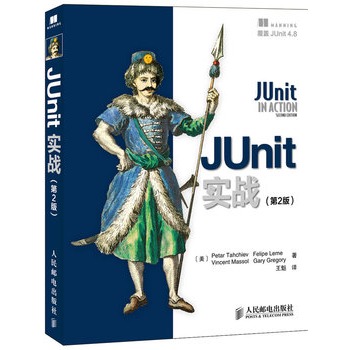 JUnit 实战 (第2版)
人民邮电出版社
MANNING
覆盖 JUnit 4.8
JUnit
IN ACTION
SECOND EDITION
JUnit
实战 (第2版)
(美) Petar Tahchiev Felipe Leme 著
Vincent Massol Gary Gregory
王魁 译
人民邮电出版社
POSTS & TELECOM PRESS